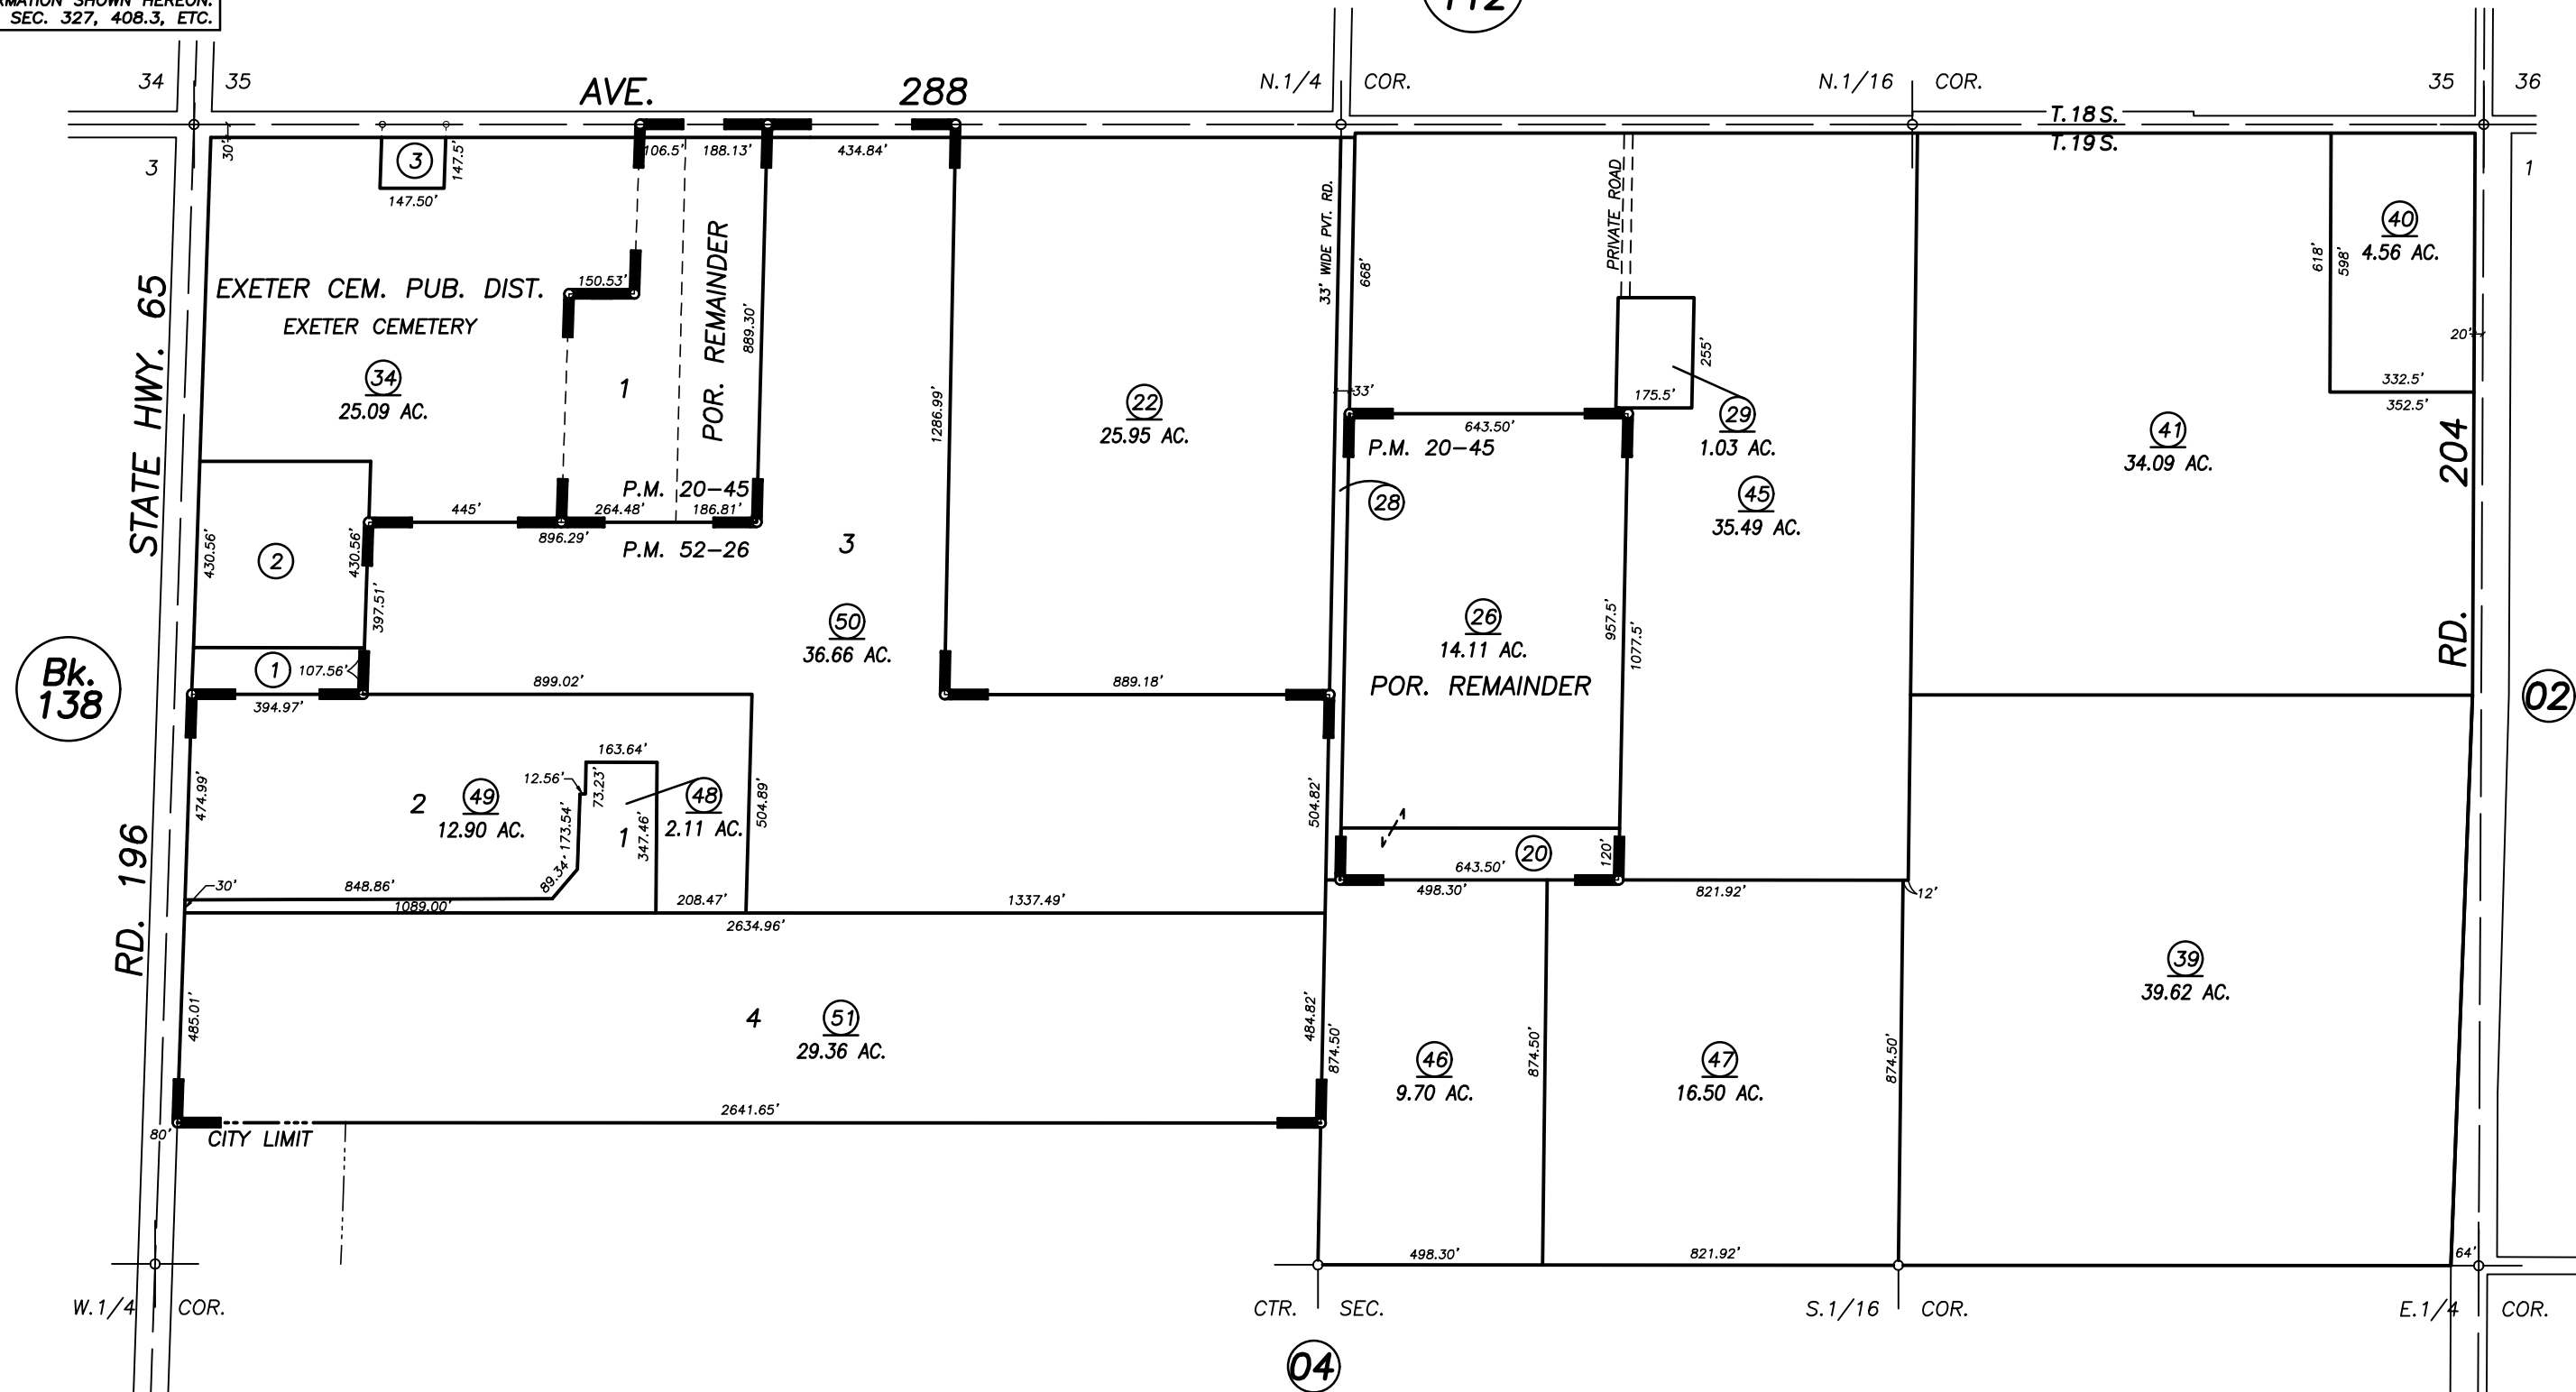 SEC. 327, 408.3, ETC.
34 35
AVE. 288
N.1/4 COR.
N.1/16 COR.
35 36
T.18 S.
T.19 S.
3
1
30'
3
147.5'
147.50'
106.5'
188.13'
434.84'
33' WIDE PVT. RD.
668'
PRIVATE ROAD
40
4.56 AC.
618'
598'
20'
332.5'
352.5'
STATE HWY. 65
EXETER CEM. PUB. DIST.
EXETER CEMETERY
34
25.09 AC.
150.53'
1
POR. REMAINDER
889.30'
1286.99'
22
25.95 AC.
33'
643.50'
P.M. 20-45
28
175.5'
255'
29
1.03 AC.
45
35.49 AC.
41
34.09 AC.
RD. 204
P.M. 20-45
445'
264.48'
186.81'
896.29'
P.M. 52-26
3
430.56'
2
430.56'
397.51'
50
36.66 AC.
26
14.11 AC.
POR. REMAINDER
957.5'
1077.5'
Bk.
138
1
107.56'
394.97'
899.02'
889.18'
02
474.99'
2
49
12.90 AC.
163.64'
12.56'
73.23'
173.54'
89.34'
347.46'
1
48
2.11 AC.
504.89'
504.82'
1
20
120'
643.50'
RD. 196
30'
848.86'
1089.00'
208.47'
1337.49'
2634.96'
498.30'
821.92'
12'
485.01'
4
51
29.36 AC.
484.82'
874.50'
46
9.70 AC.
874.50'
47
16.50 AC.
874.50'
39
39.62 AC.
2641.65'
80'
CITY LIMIT
498.30'
821.92'
64'
W.1/4 COR.
CTR. SEC.
S.1/16 COR.
E.1/4 COR.
04